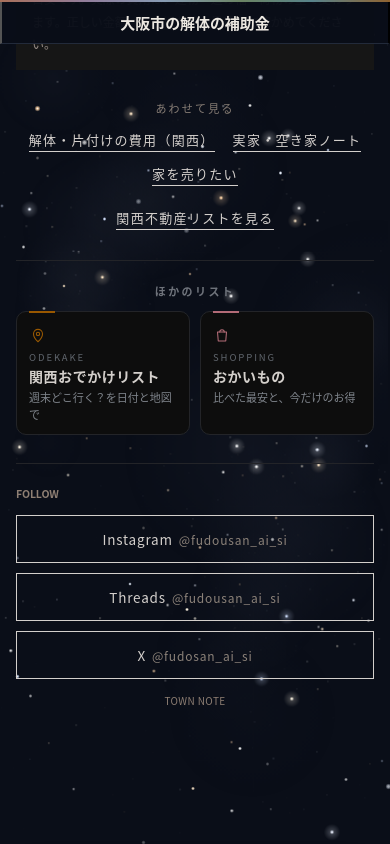 大阪市の解体の補助金
い。
あわせて見る
解体・片付けの費用（関西） 実家・空き家ノート
家を売りたい
関西不動産リストを見る
ほかのリスト
ODEKAKE
関西おでかけリスト
週末どこ行く？を日付と地図
で
SHOPPING
おかいもの
比べた最安と、今だけのお得
FOLLOW
Instagram @fudousan_ai_si
Threads @fudousan_ai_si
X @fudosan_ai_si
TOWN NOTE